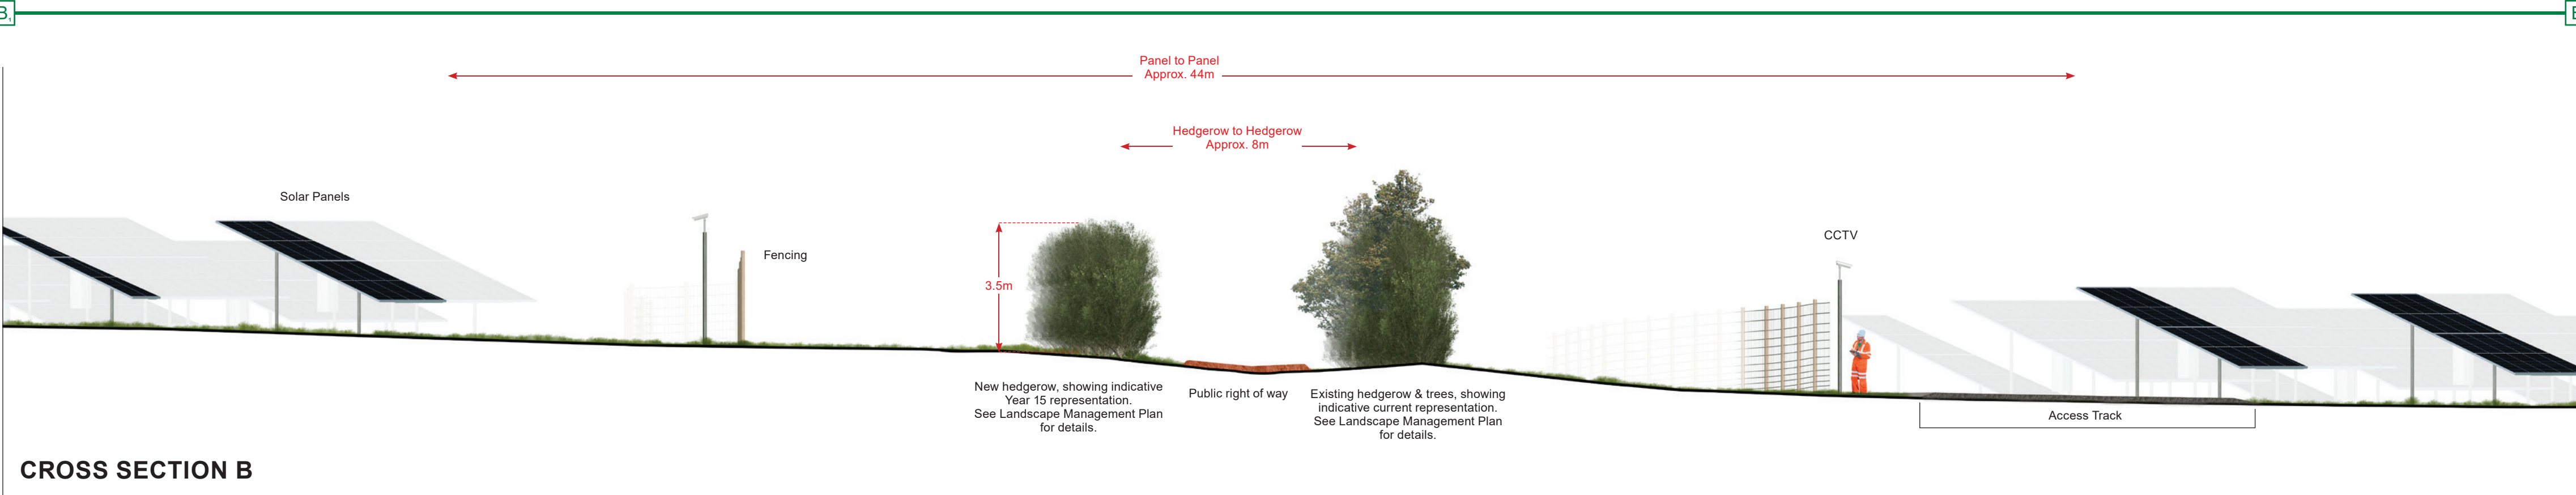 B,
Panel to Panel
Approx. 44m
Hedgerow to Hedgerow
Approx. 8m
Solar Panels
Fencing
CCTV
3.5m
New hedgerow, showing indicative
Year 15 representation.
See Landscape Management Plan
for details.
Public right of way
Existing hedgerow & trees, showing
indicative current representation.
See Landscape Management Plan
for details.
Access Track
CROSS SECTION B